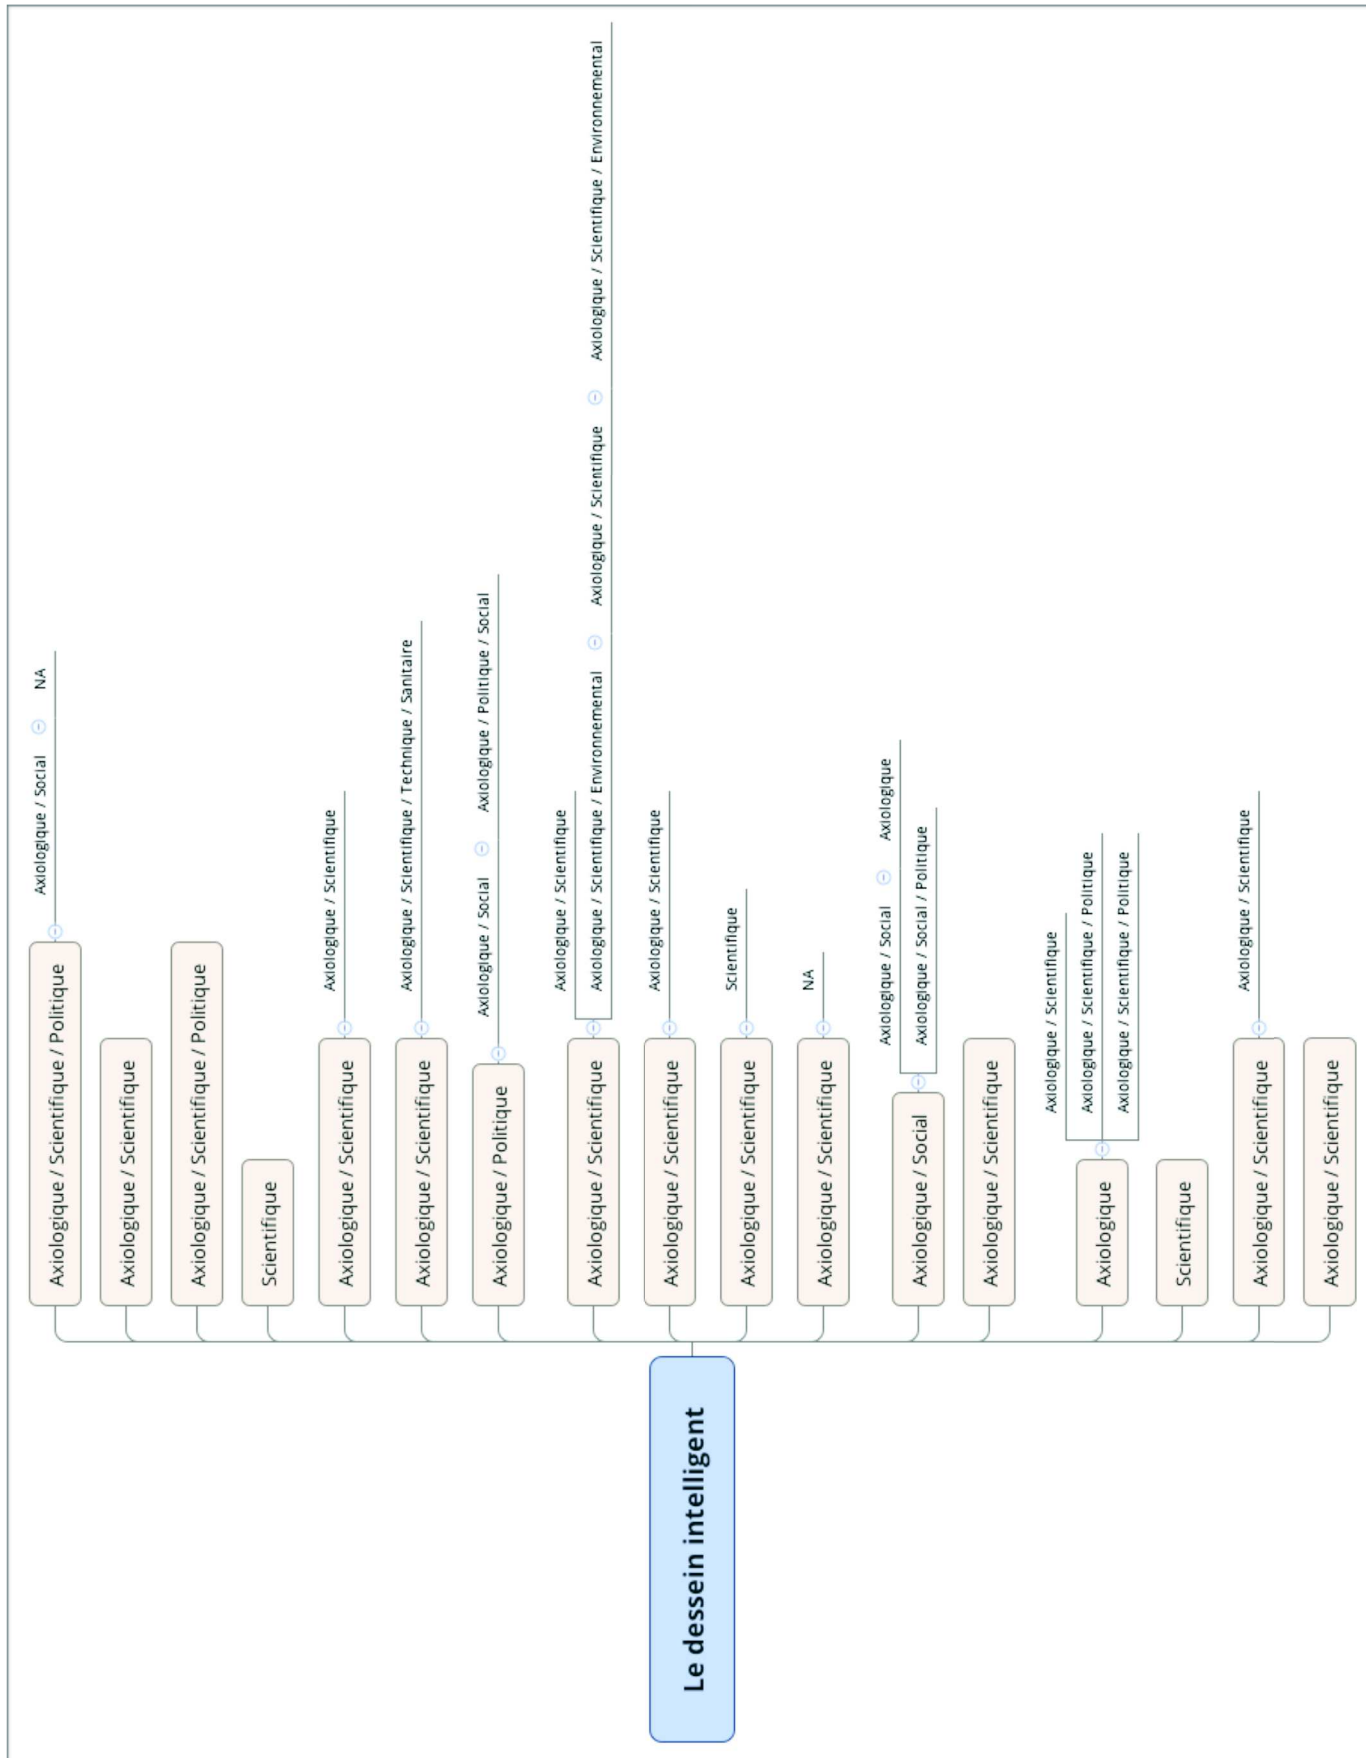 Le dessein intelligent
Axiologique / Scientifique / Politique
Axiologique / Social
NA
Axiologique / Scientifique
Axiologique / Scientifique / Politique
Scientifique
Axiologique / Scientifique
Axiologique / Scientifique
Axiologique / Scientifique
Axiologique / Scientifique / Technique / Sanitaire
Axiologique / Politique
Axiologique / Social
Axiologique / Politique / Social
Axiologique / Scientifique
Axiologique / Scientifique
Axiologique / Scientifique / Environnemental
Axiologique / Scientifique
Axiologique / Scientifique / Environnemental
Axiologique / Scientifique
Axiologique / Scientifique
Axiologique / Scientifique
Scientifique
Axiologique / Scientifique
NA
Axiologique / Social
Axiologique / Social
Axiologique
Axiologique / Social / Politique
Axiologique / Scientifique
Axiologique
Axiologique / Scientifique
Axiologique / Scientifique / Politique
Axiologique / Scientifique / Politique
Scientifique
Axiologique / Scientifique
Axiologique / Scientifique
Axiologique / Scientifique